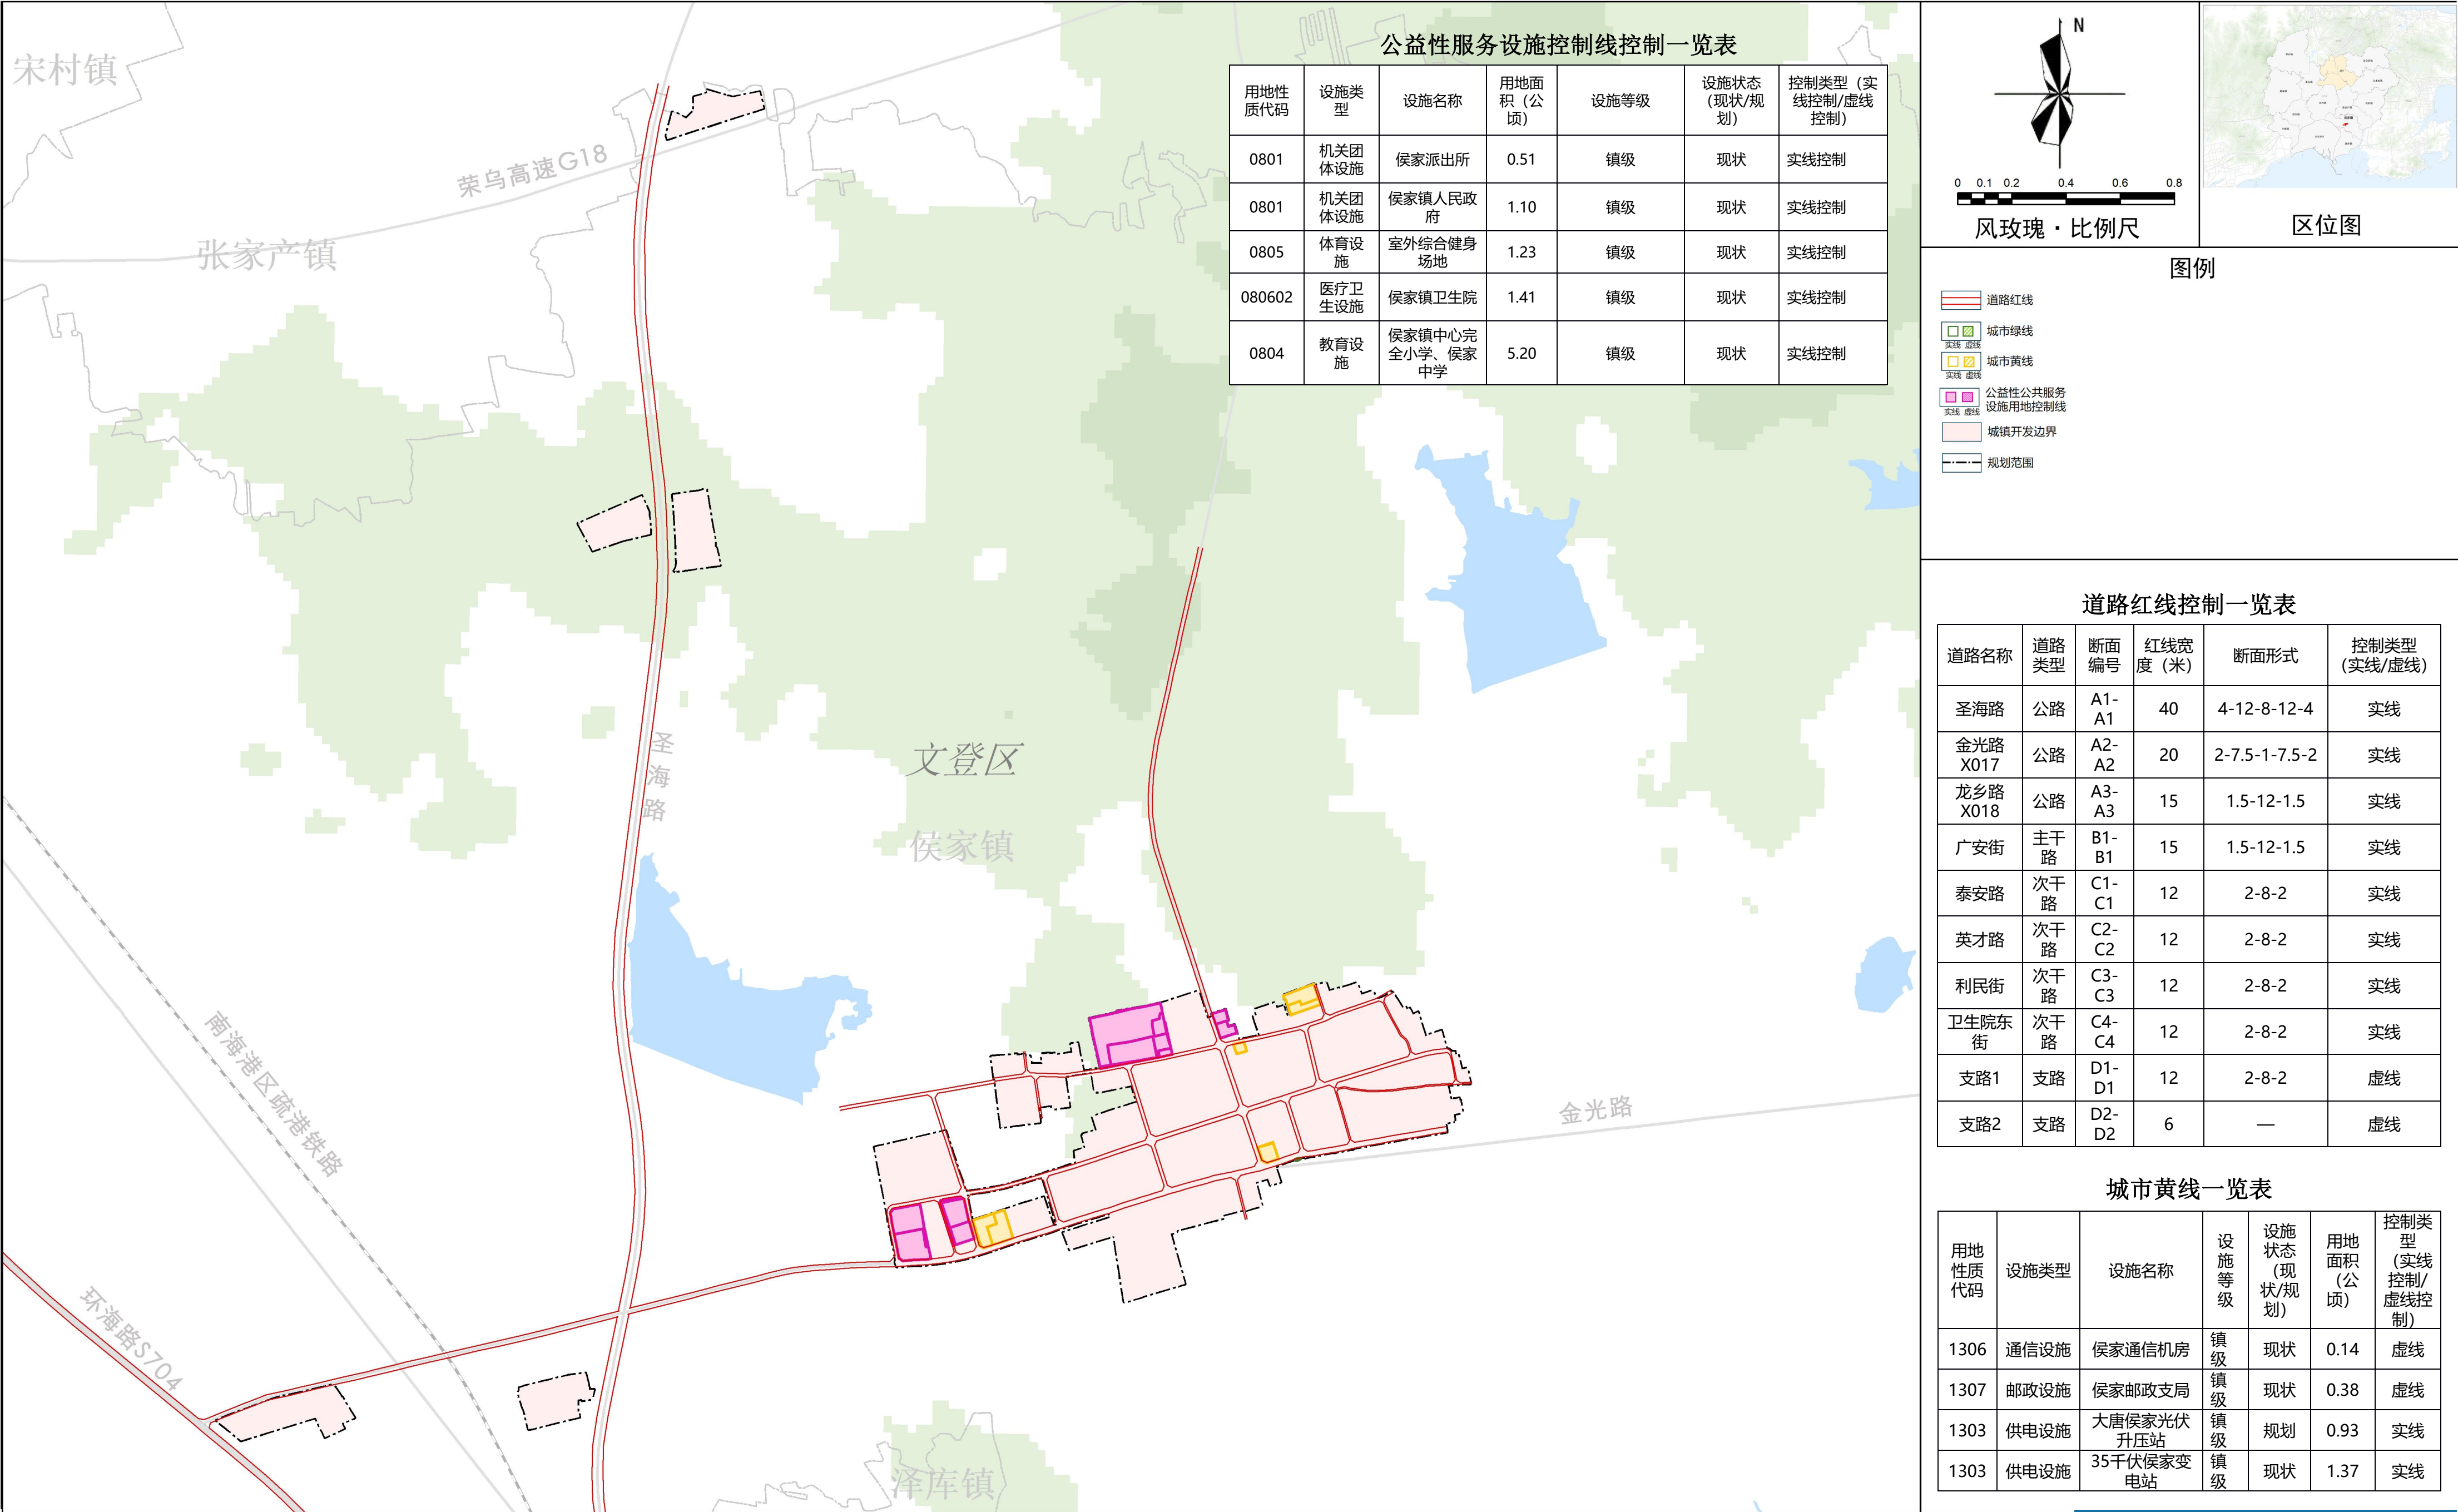 宋村镇
荣乌高速G18
张家产镇
圣海路
文登区
侯家镇
南海港区疏港铁路
环海路S704
金光路
泽库镇
公益性服务设施控制线控制一览表
用地性质代码 设施类型 设施名称 用地面积（公顷） 设施等级 设施状态（现状/规划） 控制类型（实线控制/虚线控制）
0801 机关团体设施 侯家派出所 0.51 镇级 现状 实线控制
0801 机关团体设施 侯家镇人民政府 1.10 镇级 现状 实线控制
0805 体育设施 室外综合健身场地 1.23 镇级 现状 实线控制
080602 医疗卫生设施 侯家镇卫生院 1.41 镇级 现状 实线控制
0804 教育设施 侯家镇中心完全小学、侯家中学 5.20 镇级 现状 实线控制
N
0 0.1 0.2 0.4 0.6 0.8
风玫瑰·比例尺
区位图
图例
道路红线
城市绿线
实线 虚线
城市黄线
实线 虚线
公益性公共服务
设施用地控制线
实线 虚线
城镇开发边界
规划范围
道路红线控制一览表
道路名称 道路类型 断面编号 红线宽度（米） 断面形式 控制类型（实线/虚线）
圣海路 公路 A1-A1 40 4-12-8-12-4 实线
金光路X017 公路 A2-A2 20 2-7.5-1-7.5-2 实线
龙乡路X018 公路 A3-A3 15 1.5-12-1.5 实线
广安街 主干路 B1-B1 15 1.5-12-1.5 实线
泰安路 次干路 C1-C1 12 2-8-2 实线
英才路 次干路 C2-C2 12 2-8-2 实线
利民街 次干路 C3-C3 12 2-8-2 实线
卫生院东街 次干路 C4-C4 12 2-8-2 实线
支路1 支路 D1-D1 12 2-8-2 虚线
支路2 支路 D2-D2 6 — 虚线
城市黄线一览表
用地性质代码 设施类型 设施名称 设施等级 设施状态（现状/规划） 用地面积（公顷） 控制类型（实线控制/虚线控制）
1306 通信设施 侯家通信机房 镇级 现状 0.14 虚线
1307 邮政设施 侯家邮政支局 镇级 现状 0.38 虚线
1303 供电设施 大唐侯家光伏升压站 镇级 规划 0.93 实线
1303 供电设施 35千伏侯家变电站 镇级 现状 1.37 实线